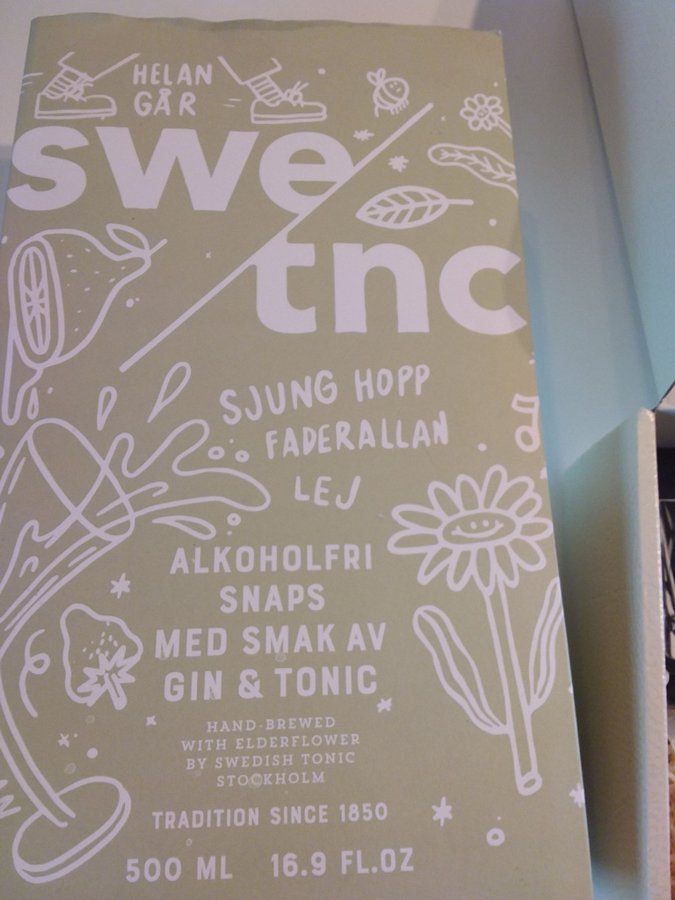 HELAN
GÅR
swe
tnc
SJUNG HOPP
FADERALLAN
LEJ
ALKOHOLFRI
SNAPS
MED SMAK AV
GIN & TONIC
HAND-BREWED
WITH ELDERFLOWER
BY SWEDISH TONIC
STOCKHOLM
TRADITION SINCE 1850
500 ML 16.9 FL.OZ